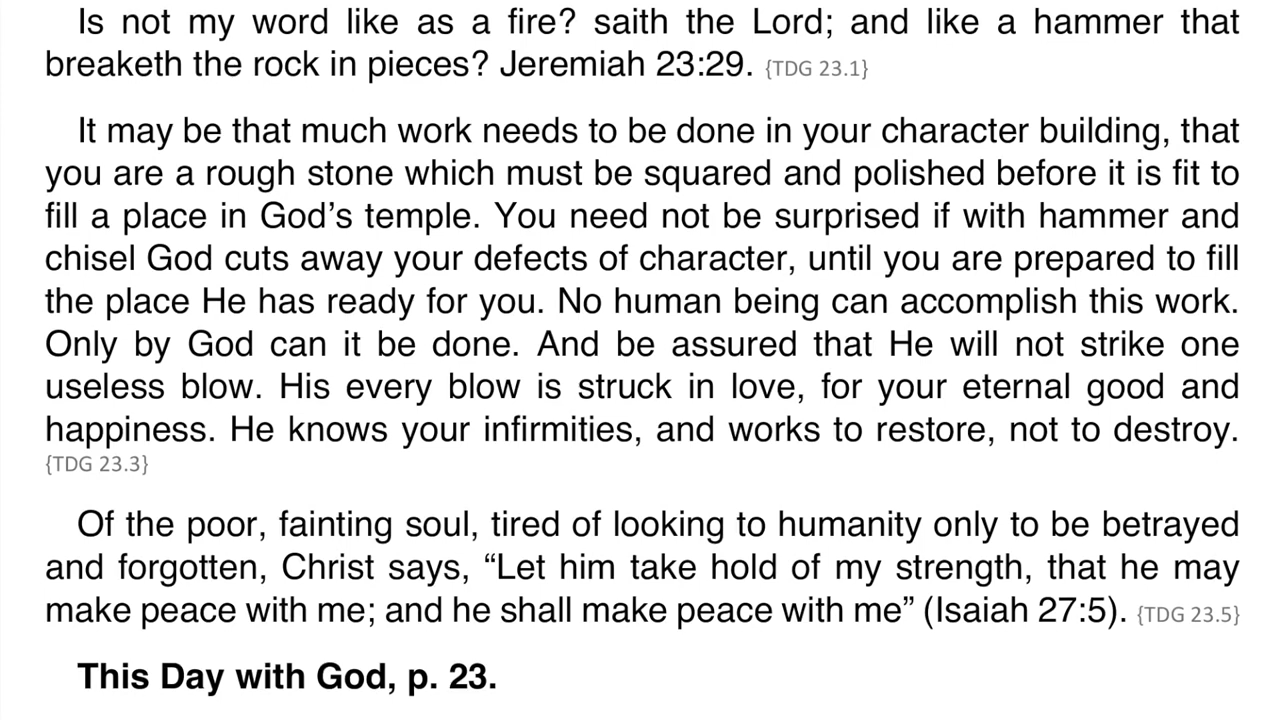 Is not my word like as a fire? saith the Lord; and like a hammer that
breaketh the rock in pieces? Jeremiah 23:29. {TDG 23.1}
It may be that much work needs to be done in your character building, that
you are a rough stone which must be squared and polished before it is fit to
fill a place in God’s temple. You need not be surprised if with hammer and
chisel God cuts away your defects of character, until you are prepared to fill
the place He has ready for you. No human being can accomplish this work.
Only by God can it be done. And be assured that He will not strike one
useless blow. His every blow is struck in love, for your eternal good and
happiness. He knows your infirmities, and works to restore, not to destroy.
{TDG 23.3}
Of the poor, fainting soul, tired of looking to humanity only to be betrayed
and forgotten, Christ says, “Let him take hold of my strength, that he may
make peace with me; and he shall make peace with me” (Isaiah 27:5). {TDG 23.5}
This Day with God, p. 23.